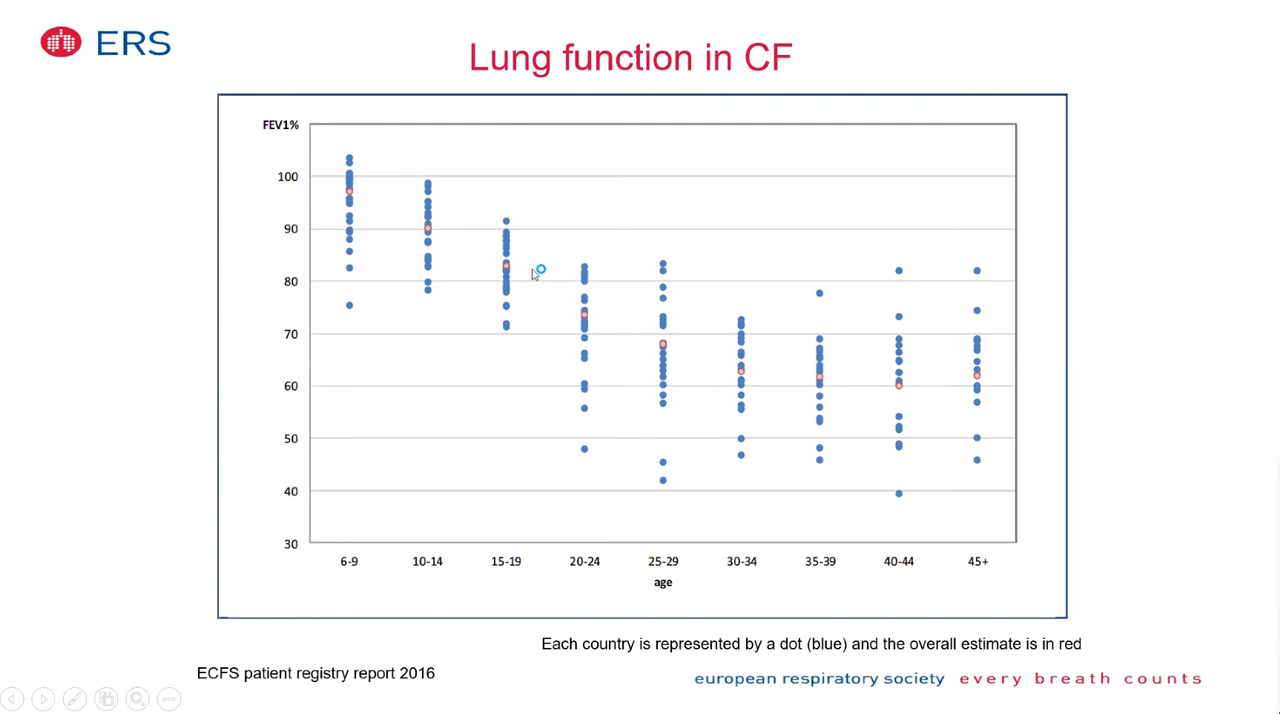 ERS
Lung function in CF
FEV1%
100
90
80
70
60
50
40
30
6-9 10-14 15-19 20-24 25-29 30-34 35-39 40-44 45+
age
Each country is represented by a dot (blue) and the overall estimate is in red
ECFS patient registry report 2016
european respiratory society every breath counts